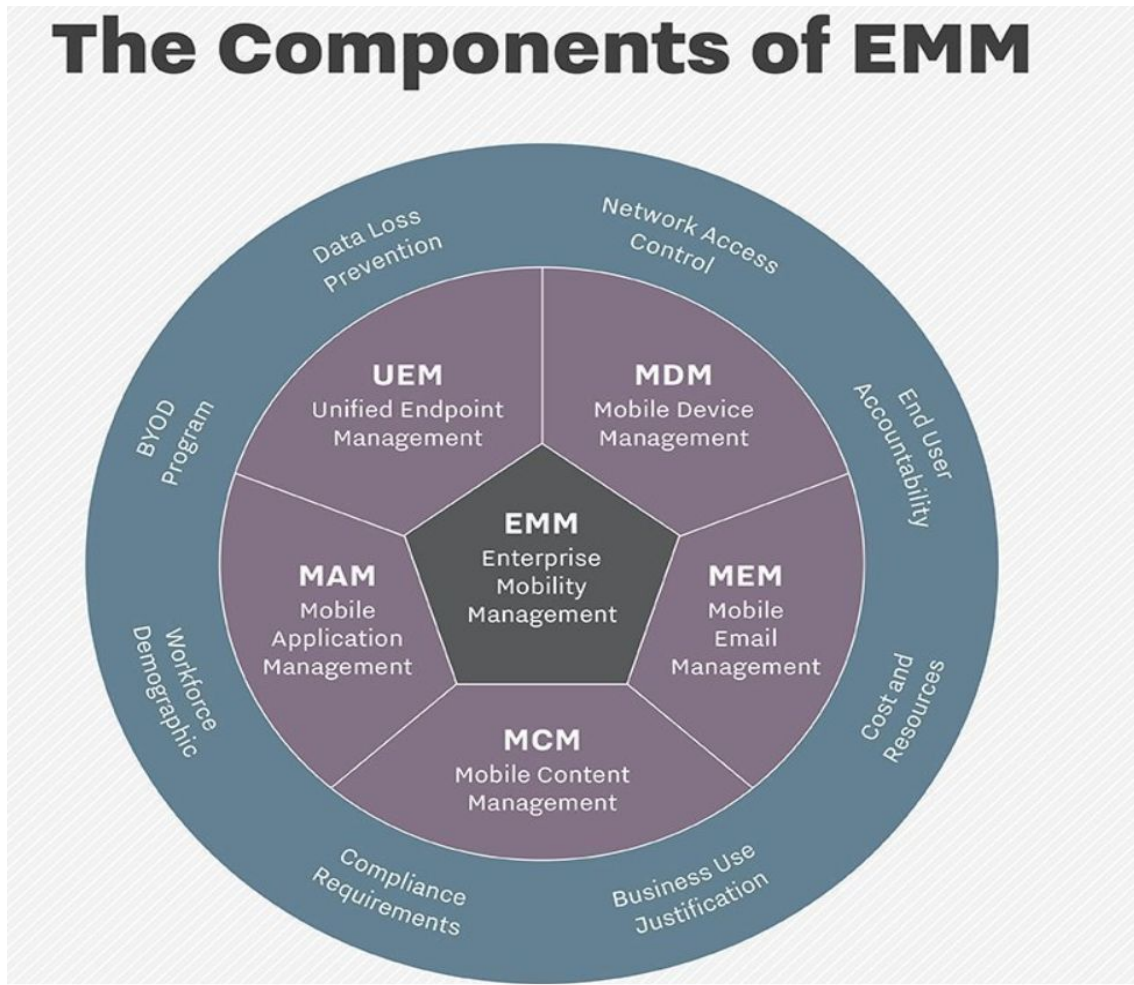 The Components of EMM
Data Loss
Prevention
Network Access
Control
End User
Accountability
Cost and
Resources
Business Use
Justification
Compliance
Requirements
Workforce
Demographic
BYOD
Program
UEM
Unified Endpoint
Management
MDM
Mobile Device
Management
MEM
Mobile
Email
Management
MCM
Mobile Content
Management
MAM
Mobile
Application
Management
EMM
Enterprise
Mobility
Management